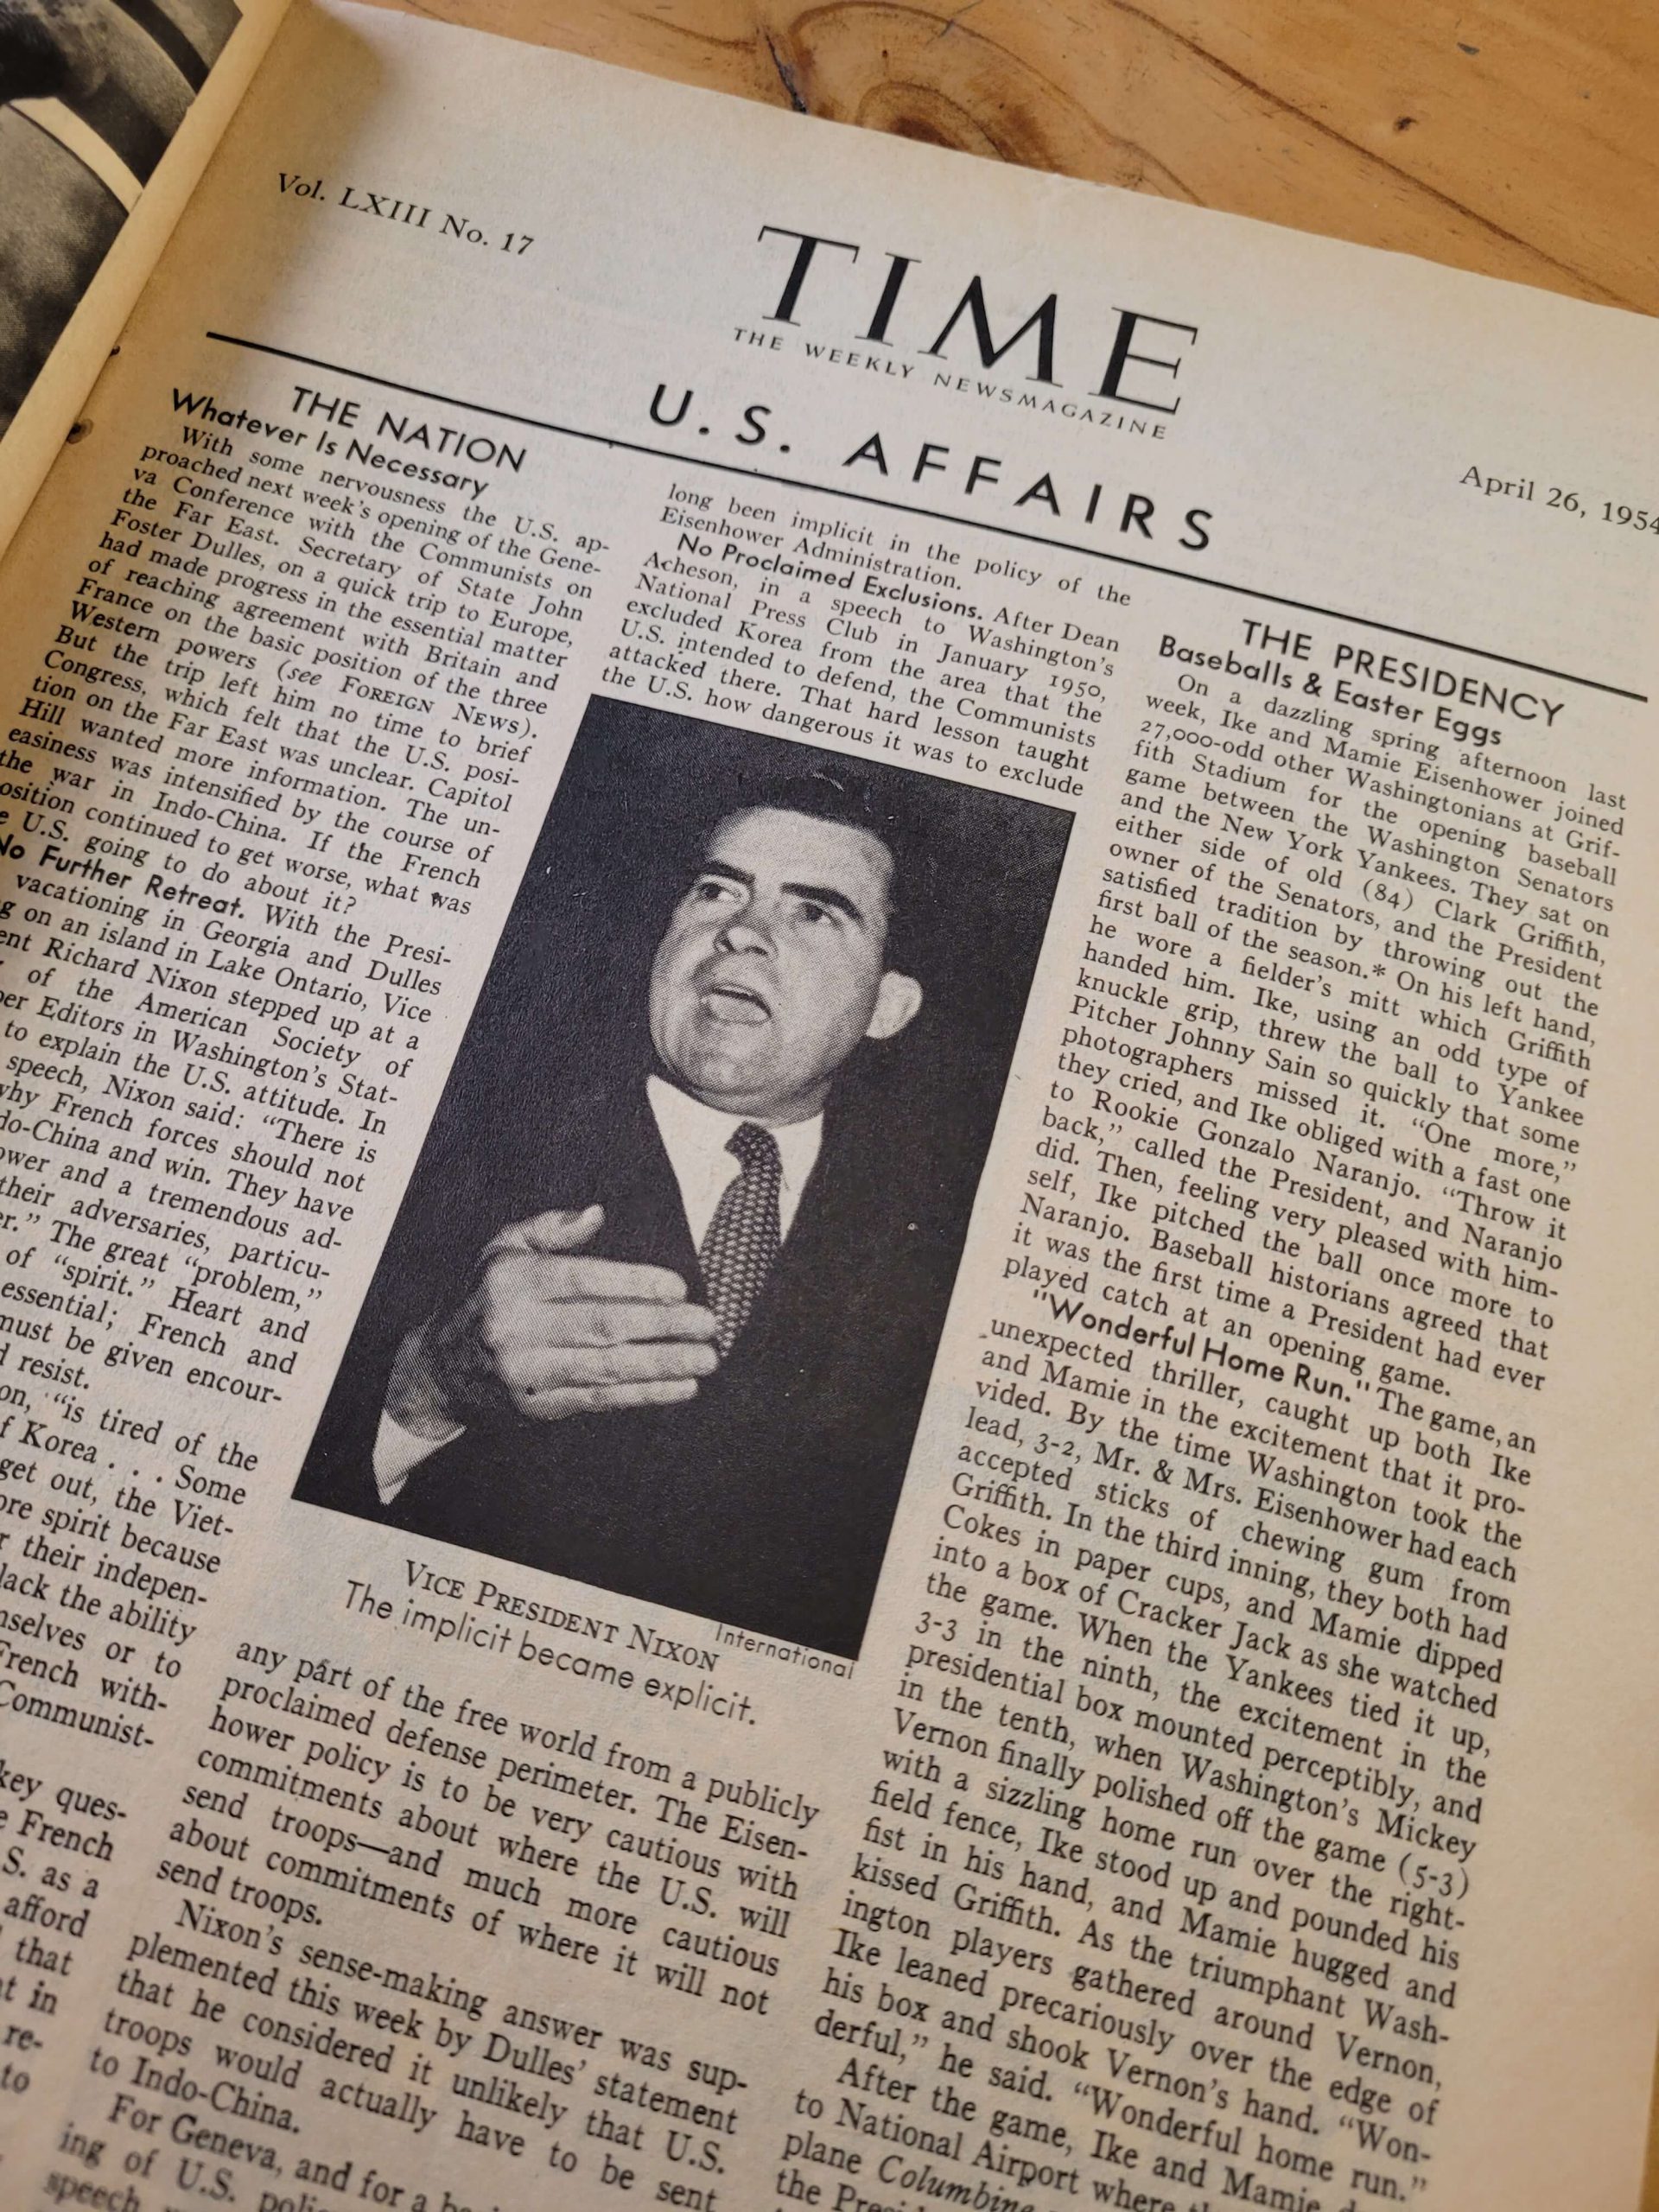 Vol. LXIII No. 17
TIME
THE WEEKLY NEWSMAGAZINE
April 26, 1954
U.S. AFFAIRS
THE NATION
Whatever Is Necessary
With some nervousness the U.S. ap-
proached next week's opening of the Gene-
va Conference with the Communists on
the Far East. Secretary of State John
Foster Dulles, on a quick trip to Europe,
had made progress in the essential matter
of reaching agreement with Britain and
France on the basic position of the three
Western powers (see FOREIGN NEWS).
But the trip left him no time to brief
Congress, which felt that the U.S. posi-
tion on the Far East was unclear. Capitol
Hill wanted more information. The un-
easiness was intensified by the course of
the war in Indo-China. If the French
position continued to get worse, what was
U.S. going to do about it?
No Further Retreat. With the Presi-
vacationing in Georgia and Dulles
on an island in Lake Ontario, Vice
Richard Nixon stepped up at a
of the American Society of
Editors in Washington's Stat-
to explain the U.S. attitude. In
speech, Nixon said: "There is
why French forces should not
and win. They have
and a tremendous ad-
their adversaries, particu-
The great "problem,"
of "spirit." Heart and
essential; French and
must be given encour-
resist.
"is tired of the
Korea . . . Some
get out, the Viet-
spirit because
their indepen-
lack the ability
or to
French with-
Communist-
key ques-
French
as a
afford
that
in
re-
to
long been implicit in the policy of the
Eisenhower Administration.
No Proclaimed Exclusions. After Dean
Acheson, in a speech to Washington's
National Press Club in January 1950,
excluded Korea from the area that the
U.S. intended to defend, the Communists
attacked there. That hard lesson taught
the U.S. how dangerous it was to exclude
International
VICE PRESIDENT NIXON
The implicit became explicit.
any part of the free world from a publicly
proclaimed defense perimeter. The Eisen-
hower policy is to be very cautious with
commitments about where the U.S. will
send troops—and much more cautious
about commitments of where it will not
send troops.
Nixon's sense-making answer was sup-
plemented this week by Dulles' statement
that he considered it unlikely that U.S.
troops would actually have to be sent
to Indo-China.
For Geneva, and for a
ing of U.S.
speech
THE PRESIDENCY
Baseballs & Easter Eggs
On a dazzling spring afternoon last
week, Ike and Mamie Eisenhower joined
27,000-odd other Washingtonians at Grif-
fith Stadium for the opening baseball
game between the Washington Senators
and the New York Yankees. They sat on
either side of old (84) Clark Griffith,
owner of the Senators, and the President
satisfied tradition by throwing out the
first ball of the season.* On his left hand,
he wore a fielder's mitt which Griffith
handed him. Ike, using an odd type of
knuckle grip, threw the ball to Yankee
Pitcher Johnny Sain so quickly that some
photographers missed it. "One more,"
they cried, and Ike obliged with a fast one
to Rookie Gonzalo Naranjo. "Throw it
back," called the President, and Naranjo
did. Then, feeling very pleased with him-
self, Ike pitched the ball once more to
Naranjo. Baseball historians agreed that
it was the first time a President had ever
played catch at an opening game.
"Wonderful Home Run." The game, an
unexpected thriller, caught up both Ike
and Mamie in the excitement that it pro-
vided. By the time Washington took the
lead, 3-2, Mr. & Mrs. Eisenhower had each
accepted sticks of chewing gum from
Griffith. In the third inning, they both had
Cokes in paper cups, and Mamie dipped
into a box of Cracker Jack as she watched
the game. When the Yankees tied it up,
3-3 in the ninth, the excitement in the
presidential box mounted perceptibly, and
in the tenth, when Washington's Mickey
Vernon finally polished off the game (5-3)
with a sizzling home run over the right-
field fence, Ike stood up and pounded his
fist in his hand, and Mamie hugged and
kissed Griffith. As the triumphant Wash-
ington players gathered around Vernon,
Ike leaned precariously over the edge of
his box and shook Vernon's hand. "Won-
derful," he said. "Wonderful home run."
After the game, Ike and Mamie
to National Airport where
plane Columbine
the